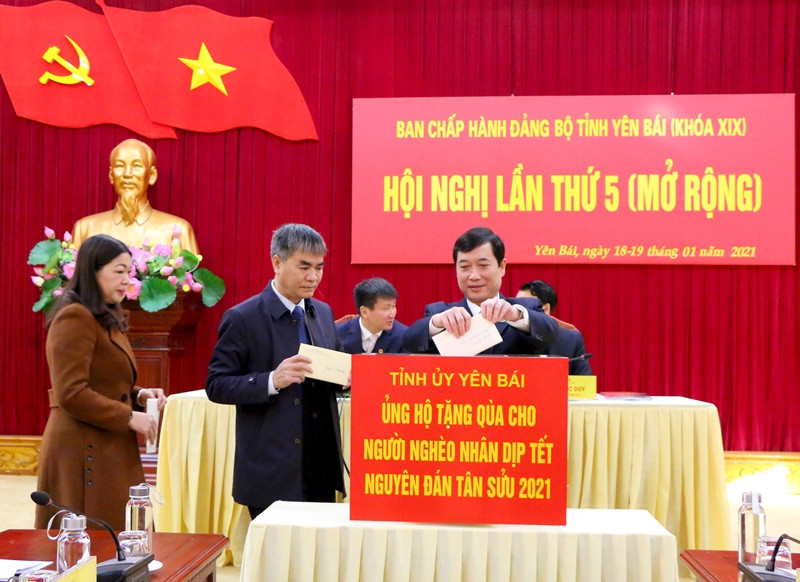 BAN CHẤP HÀNH ĐẢNG BỘ TỈNH YÊN BÁI (KHÓA XIX)
HỘI NGHỊ LẦN THỨ 5 (MỞ RỘNG)
Yên Bái, ngày 18-19 tháng 01 năm 2021
TỈNH ỦY YÊN BÁI
ỦNG HỘ TẶNG QÙA CHO
NGƯỜI NGHÈO NHÂN DỊP TẾT
NGUYÊN ĐÁN TÂN SỬU 2021
DUY